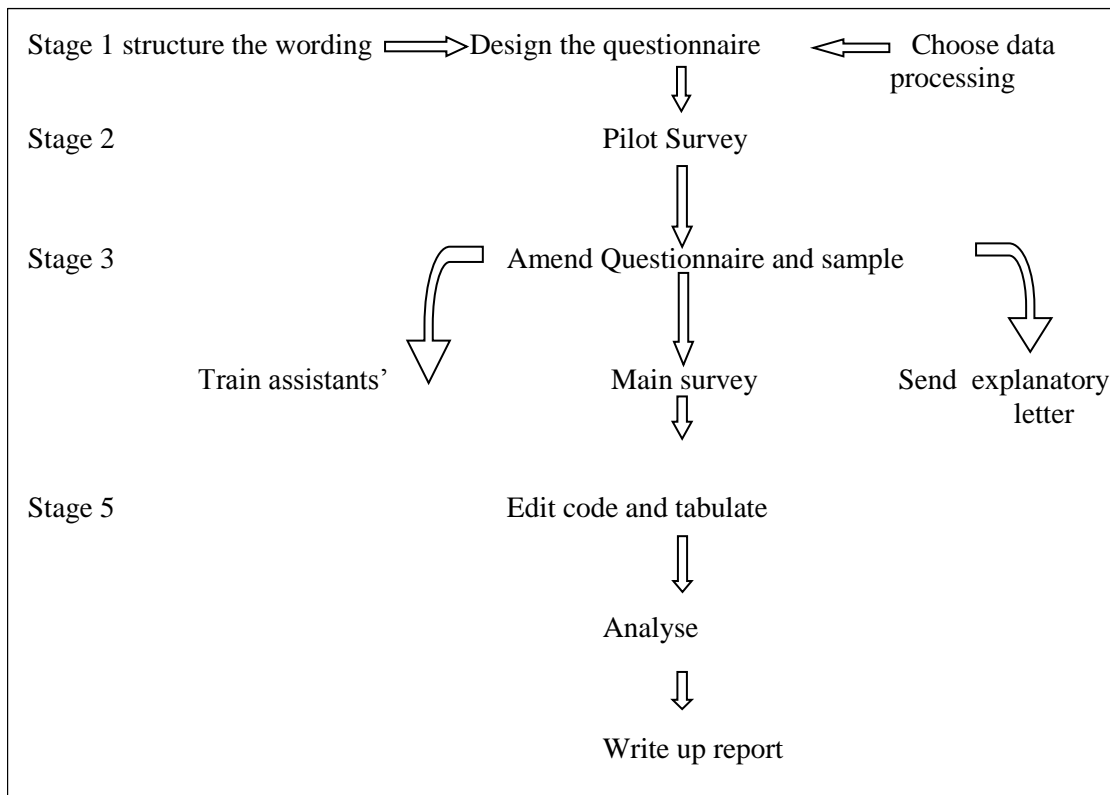 Stage 1 structure the wording Design the questionnaire Choose data
processing
Stage 2 Pilot Survey
Stage 3 Amend Questionnaire and sample
Train assistants’ Main survey Send explanatory
letter
Stage 5 Edit code and tabulate
Analyse
Write up report